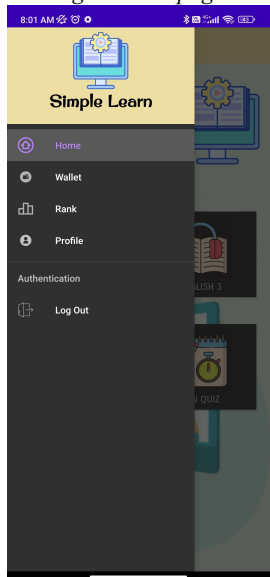 8:01 AM
Simple Learn
Home
Wallet
Rank
Profile
LISH 3
Authentication
Log Out
QUIZ